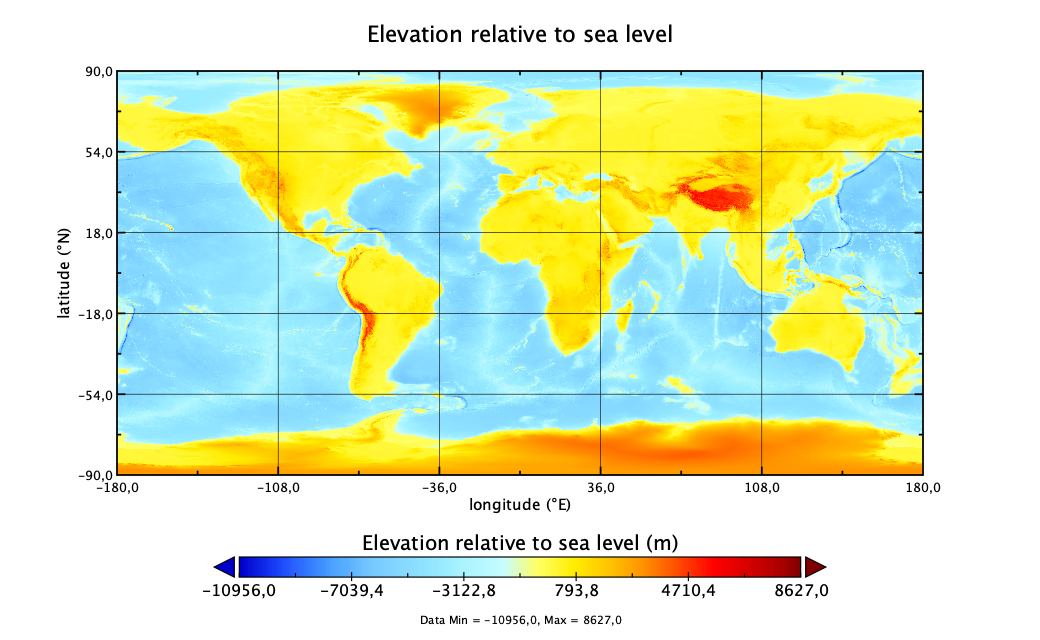 Elevation relative to sea level
90,0
54,0
18,0
-18,0
-54,0
-90,0
latitude (°N)
-180,0 -108,0 -36,0 36,0 108,0 180,0
longitude (°E)
Elevation relative to sea level (m)
-10956,0 -7039,4 -3122,8 793,8 4710,4 8627,0
Data Min = -10956,0, Max = 8627,0